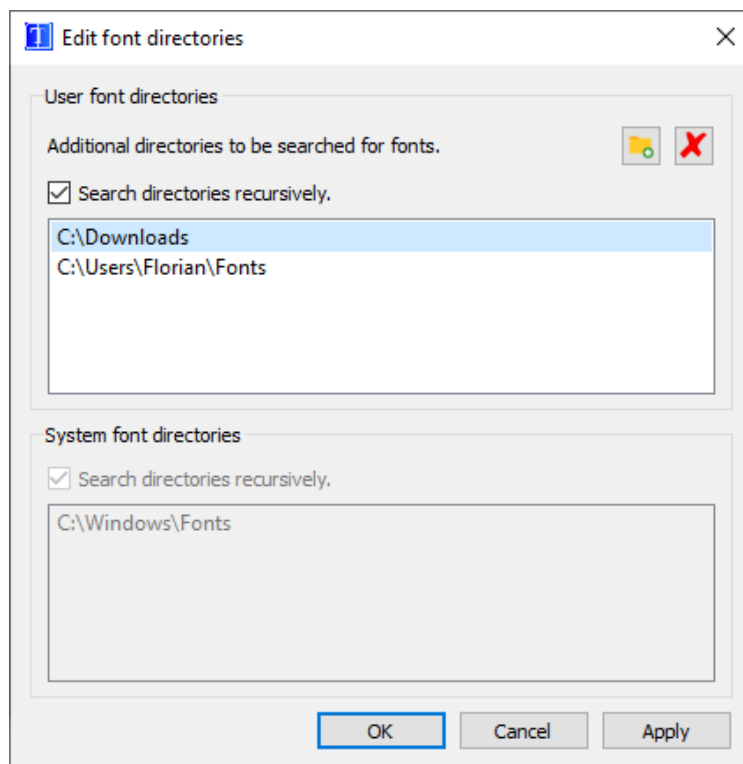 Edit font directories
User font directories
Additional directories to be searched for fonts.
Search directories recursively.
C:\Downloads
C:\Users\Florian\Fonts
System font directories
Search directories recursively.
C:\Windows\Fonts
OK Cancel Apply